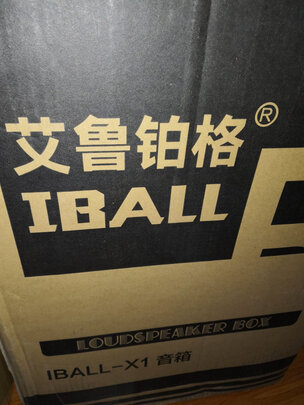 艾鲁铂格®
IBALL
LOUDSPEAKER BOX
IBALL-X1 音箱